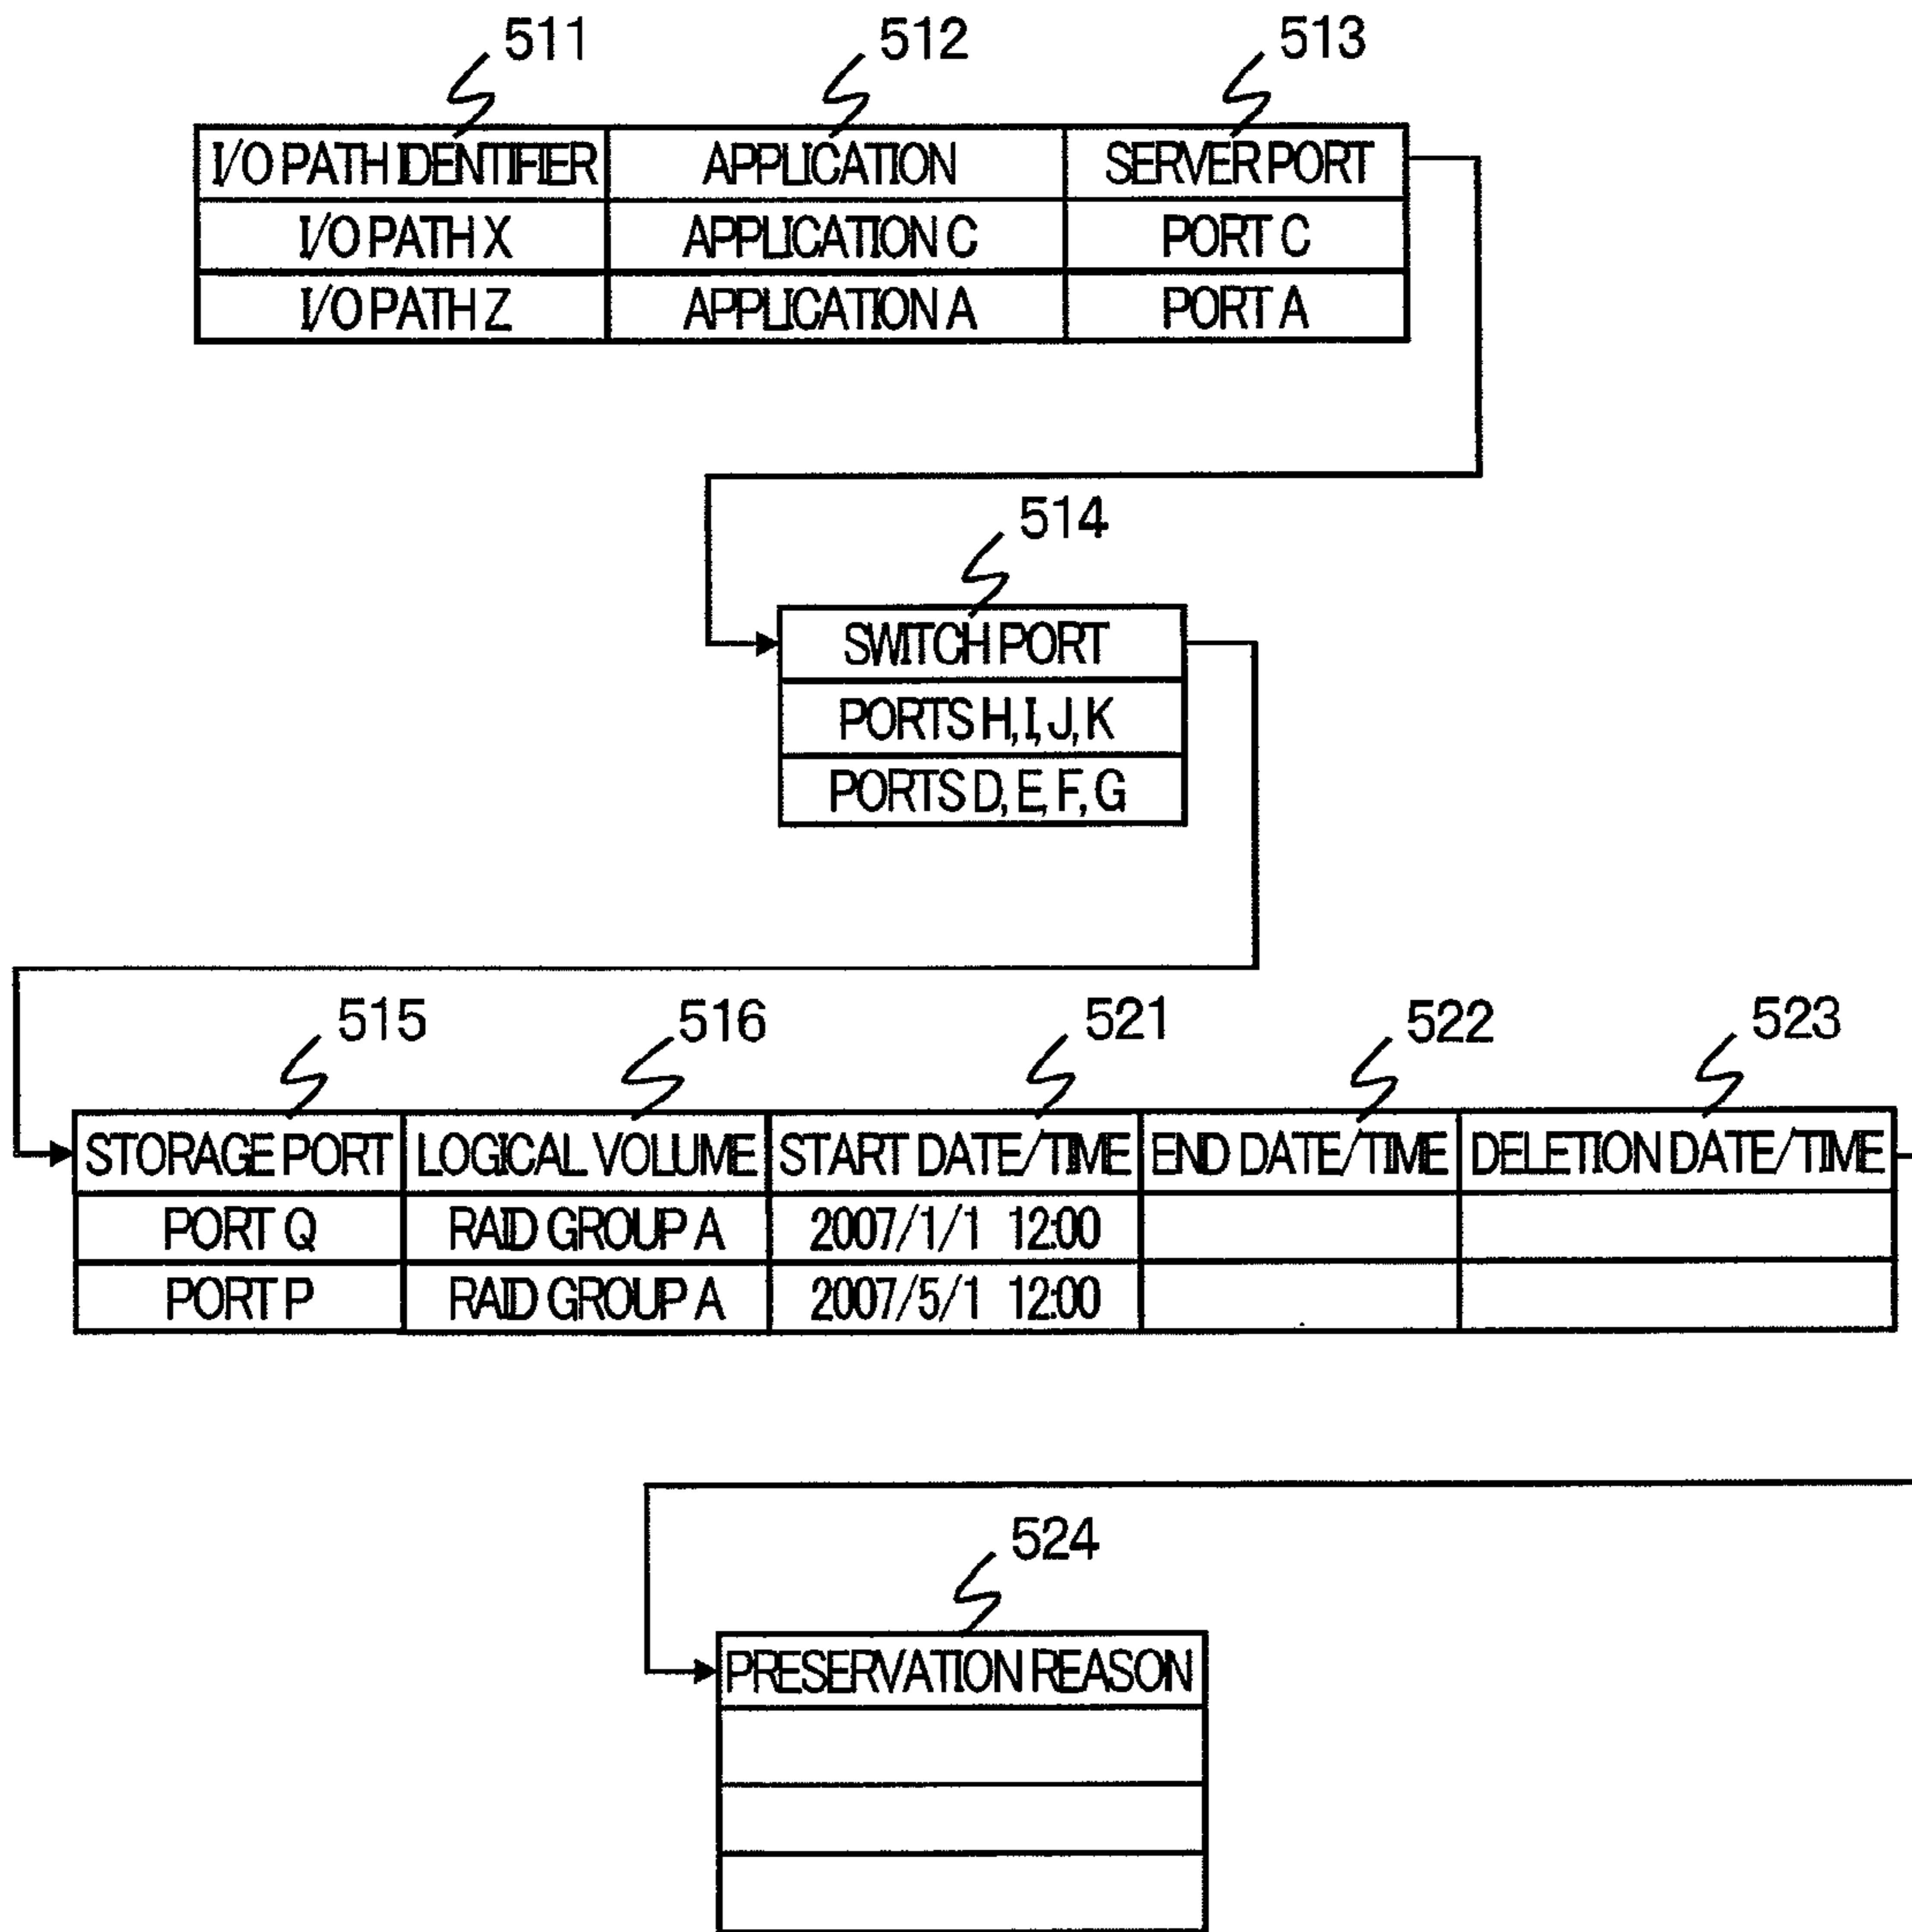 511 512 513
I/O PATH IDENTIFIER APPLICATION SERVER PORT
I/O PATH X APPLICATION C PORT C
I/O PATH Z APPLICATION A PORT A
514
SWITCH PORT
PORTS H, I, J, K
PORTS D, E, F, G
515 516 521 522 523
STORAGE PORT LOGICAL VOLUME START DATE/TIME END DATE/TIME DELETION DATE/TIME
PORT Q RAID GROUP A 2007/1/1 12:00
PORT P RAID GROUP A 2007/5/1 12:00
524
PRESERVATION REASON